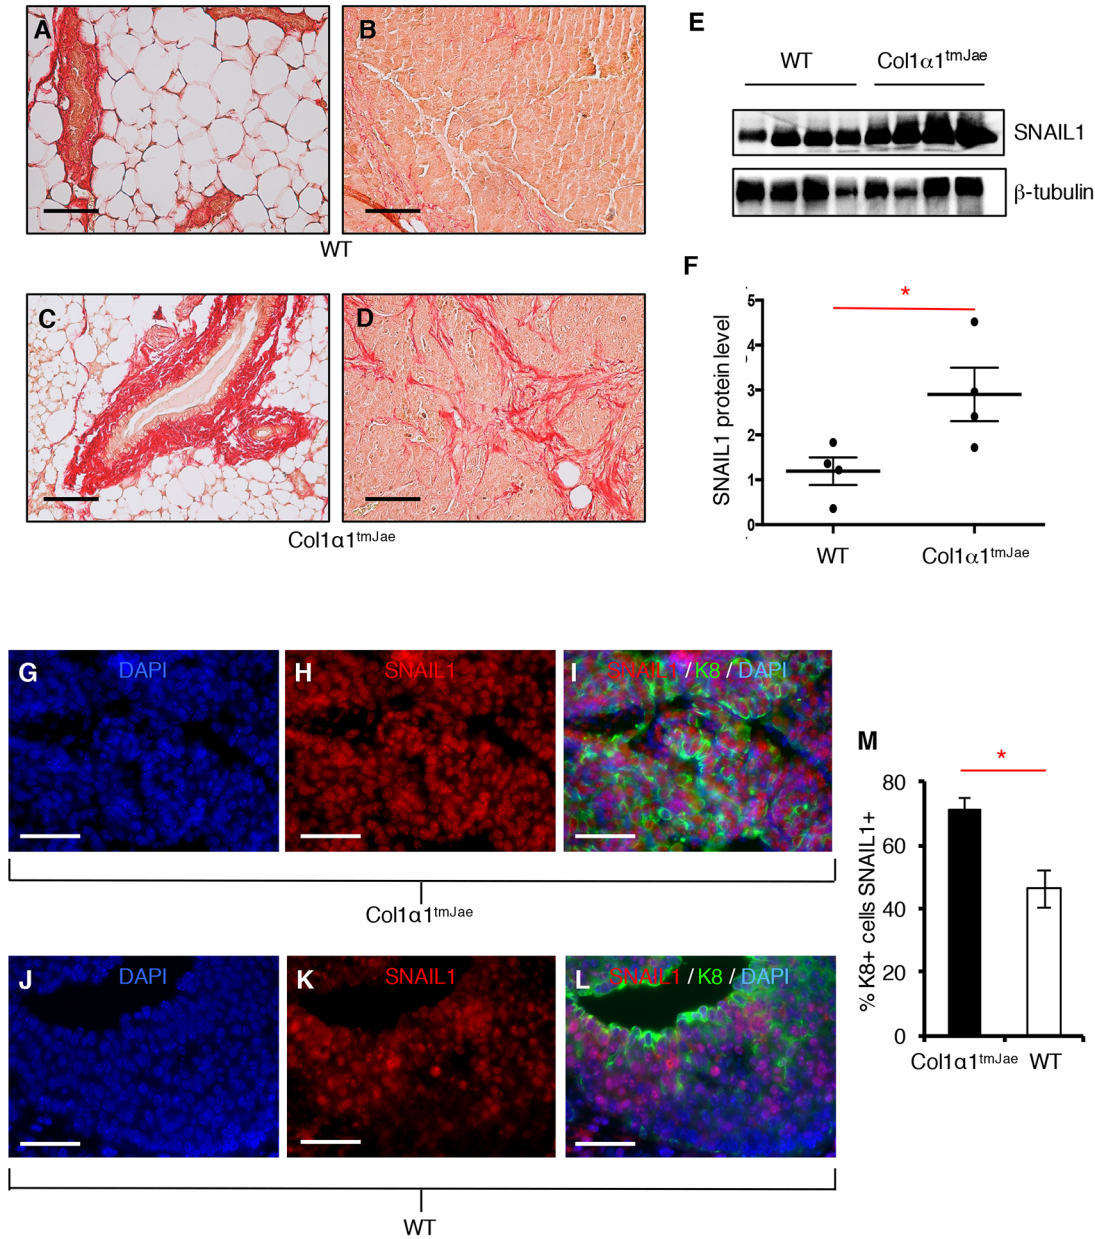 A
B
WT
C
D
Col1α1tmJae
E
WT
Col1α1tmJae
SNAIL1
β-tubulin
F
*
SNAIL1 protein level
5
4
3
2
1
0
WT
Col1α1tmJae
G
DAPI
H
SNAIL1
I
SNAIL1 / K8 / DAPI
Col1α1tmJae
J
DAPI
K
SNAIL1
L
SNAIL1 / K8 / DAPI
WT
M
*
% K8+ cells SNAIL1+
80
60
40
20
0
Col1α1tmJae
WT